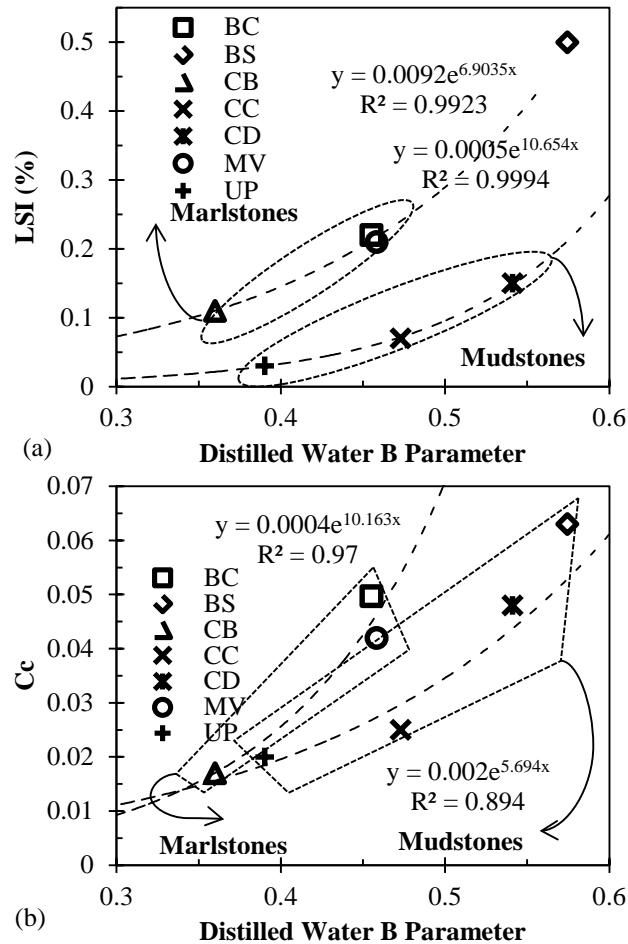 0.5
0.4
0.3
0.2
0.1
0
LSI (%)
BC
BS
CB
CC
CD
MV
UP
y = 0.0092e^6.9035x
R² = 0.9923
y = 0.0005e^10.654x
R² = 0.9994
Marlstones
Mudstones
0.3 0.4 0.5 0.6
(a) Distilled Water B Parameter
0.07
0.06
0.05
0.04
0.03
0.02
0.01
0
Cc
y = 0.0004e^10.163x
R² = 0.97
BC
BS
CB
CC
CD
MV
UP
y = 0.002e^5.694x
R² = 0.894
Marlstones Mudstones
0.3 0.4 0.5 0.6
(b) Distilled Water B Parameter